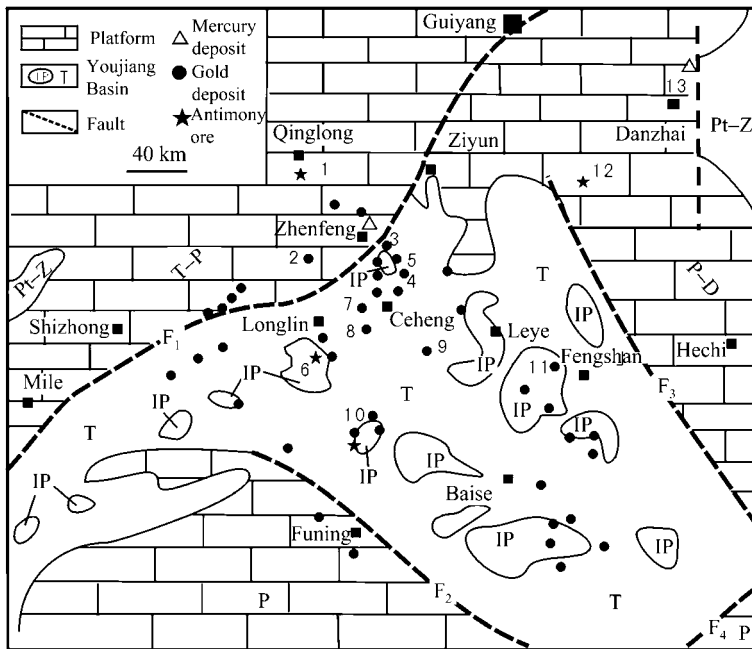 Guiyang
Platform
Mercury
deposit
IP T
Youjiang
Basin
Gold
deposit
Fault
Antimony
ore
40 km
13
Qinglong
Ziyun
Danzhai
Pt–Z
1
12
Zhenfeng
3
2
5
T
T–P
IP
4
P–D
Pt–Z
7
IP
Longlin
Ceheng
Shizhong
8
Leye
F1
9
IP
11
Fengshan
Hechi
6
IP
Mile
IP
T
F3
IP
10
IP
T
IP
IP
IP
Baise
Funing
IP
IP
P
F2
T
F4
P